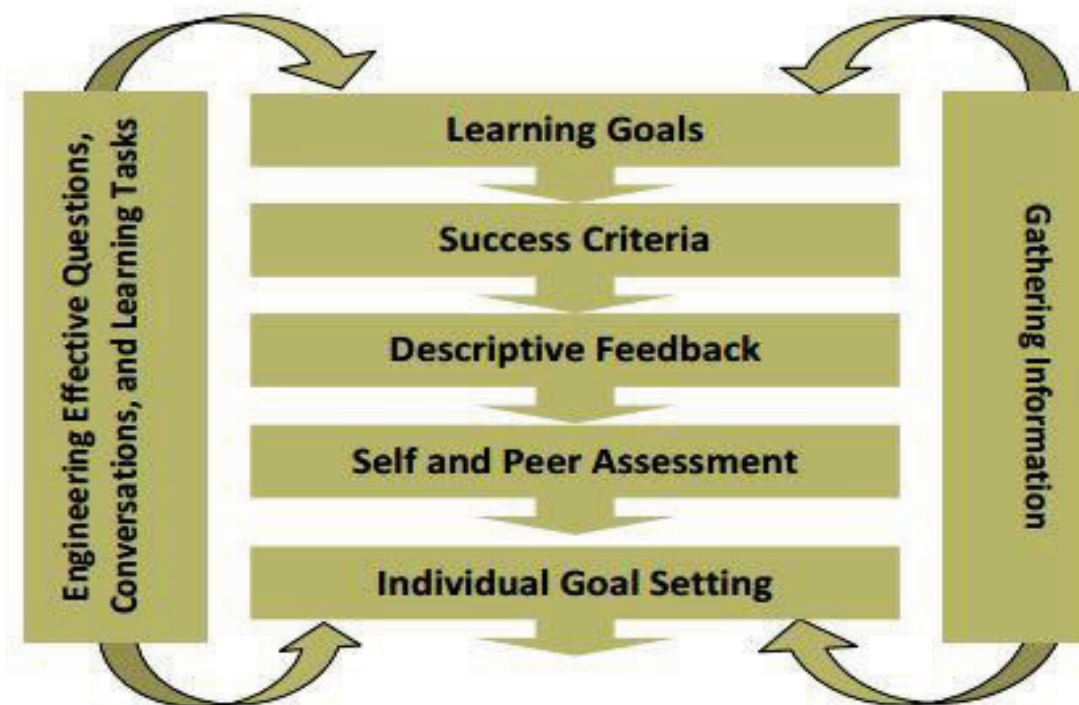 Engineering Effective Questions,
Conversations, and Learning Tasks
Learning Goals
Success Criteria
Descriptive Feedback
Self and Peer Assessment
Individual Goal Setting
Gathering Information